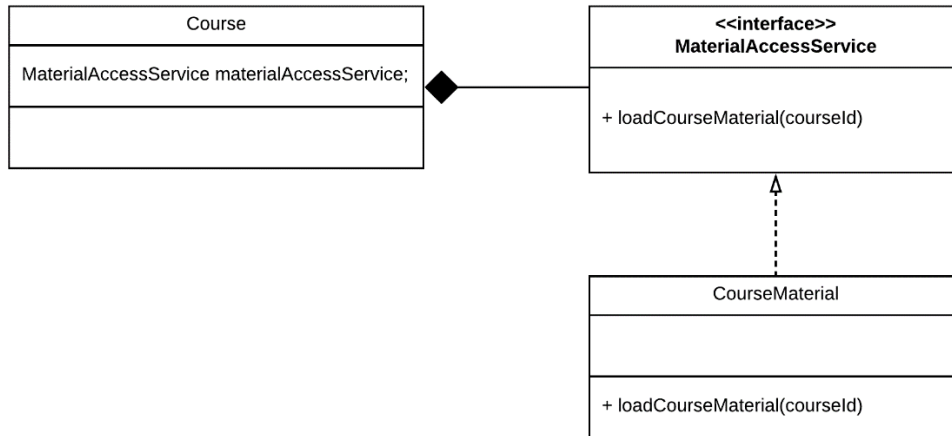 Course
MaterialAccessService materialAccessService;
<<interface>>
MaterialAccessService
+ loadCourseMaterial(courseId)
CourseMaterial
+ loadCourseMaterial(courseId)